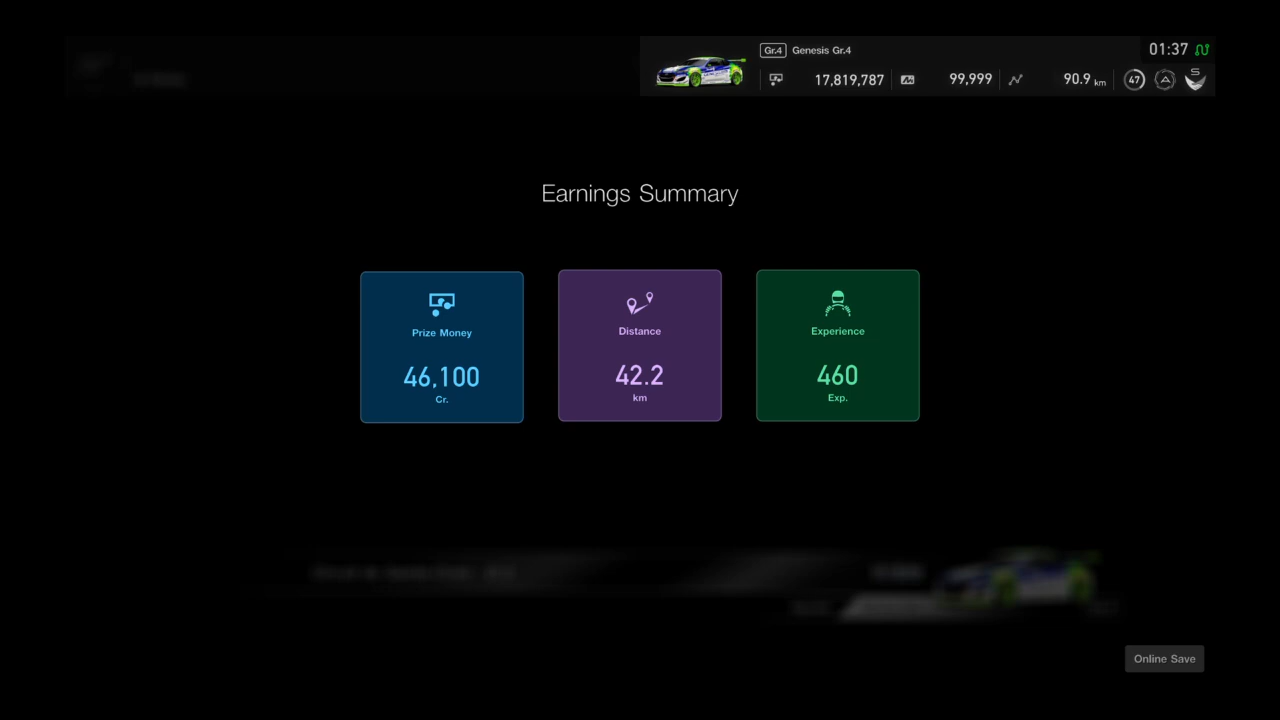 Gr.4 Genesis Gr.4
01:37
17,819,787
99,999
90.9 km
47
A
S
Earnings Summary
Prize Money
46,100
Cr.
Distance
42.2
km
Experience
460
Exp.
Online Save